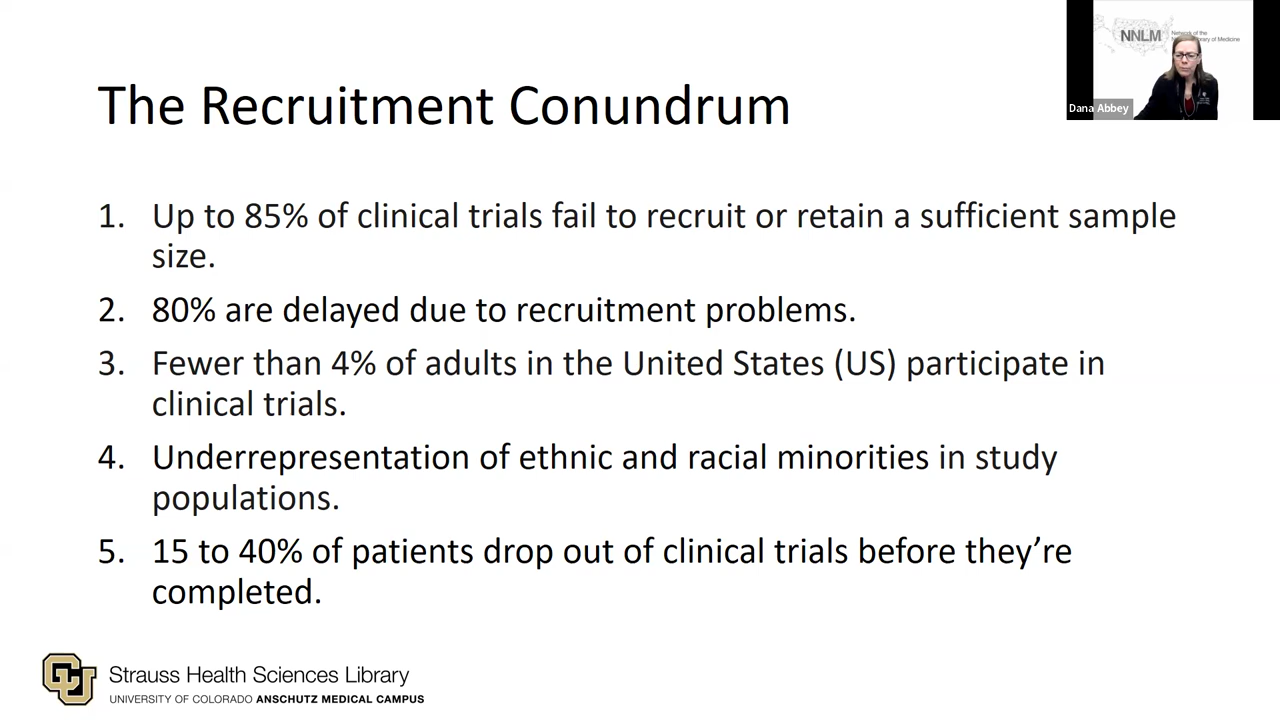 NNLM
The Recruitment Conundrum
Dana Abbey
1. Up to 85% of clinical trials fail to recruit or retain a sufficient sample
size.
2. 80% are delayed due to recruitment problems.
3. Fewer than 4% of adults in the United States (US) participate in
clinical trials.
4. Underrepresentation of ethnic and racial minorities in study
populations.
5. 15 to 40% of patients drop out of clinical trials before they’re
completed.
CU
Strauss Health Sciences Library
UNIVERSITY OF COLORADO ANSCHUTZ MEDICAL CAMPUS